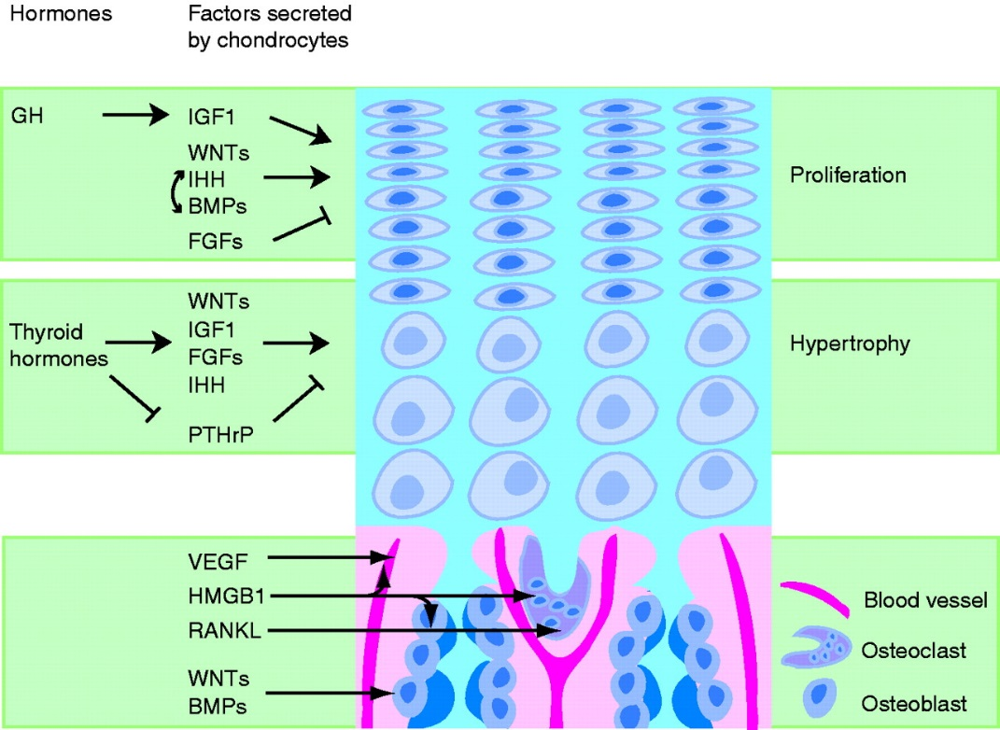 Hormones
Factors secreted
by chondrocytes
GH
IGF1
WNTs
IHH
BMPs
FGFs
Proliferation
Thyroid
hormones
WNTs
IGF1
FGFs
IHH
PTHrP
Hypertrophy
VEGF
HMGB1
RANKL
WNTs
BMPs
Blood vessel
Osteoclast
Osteoblast